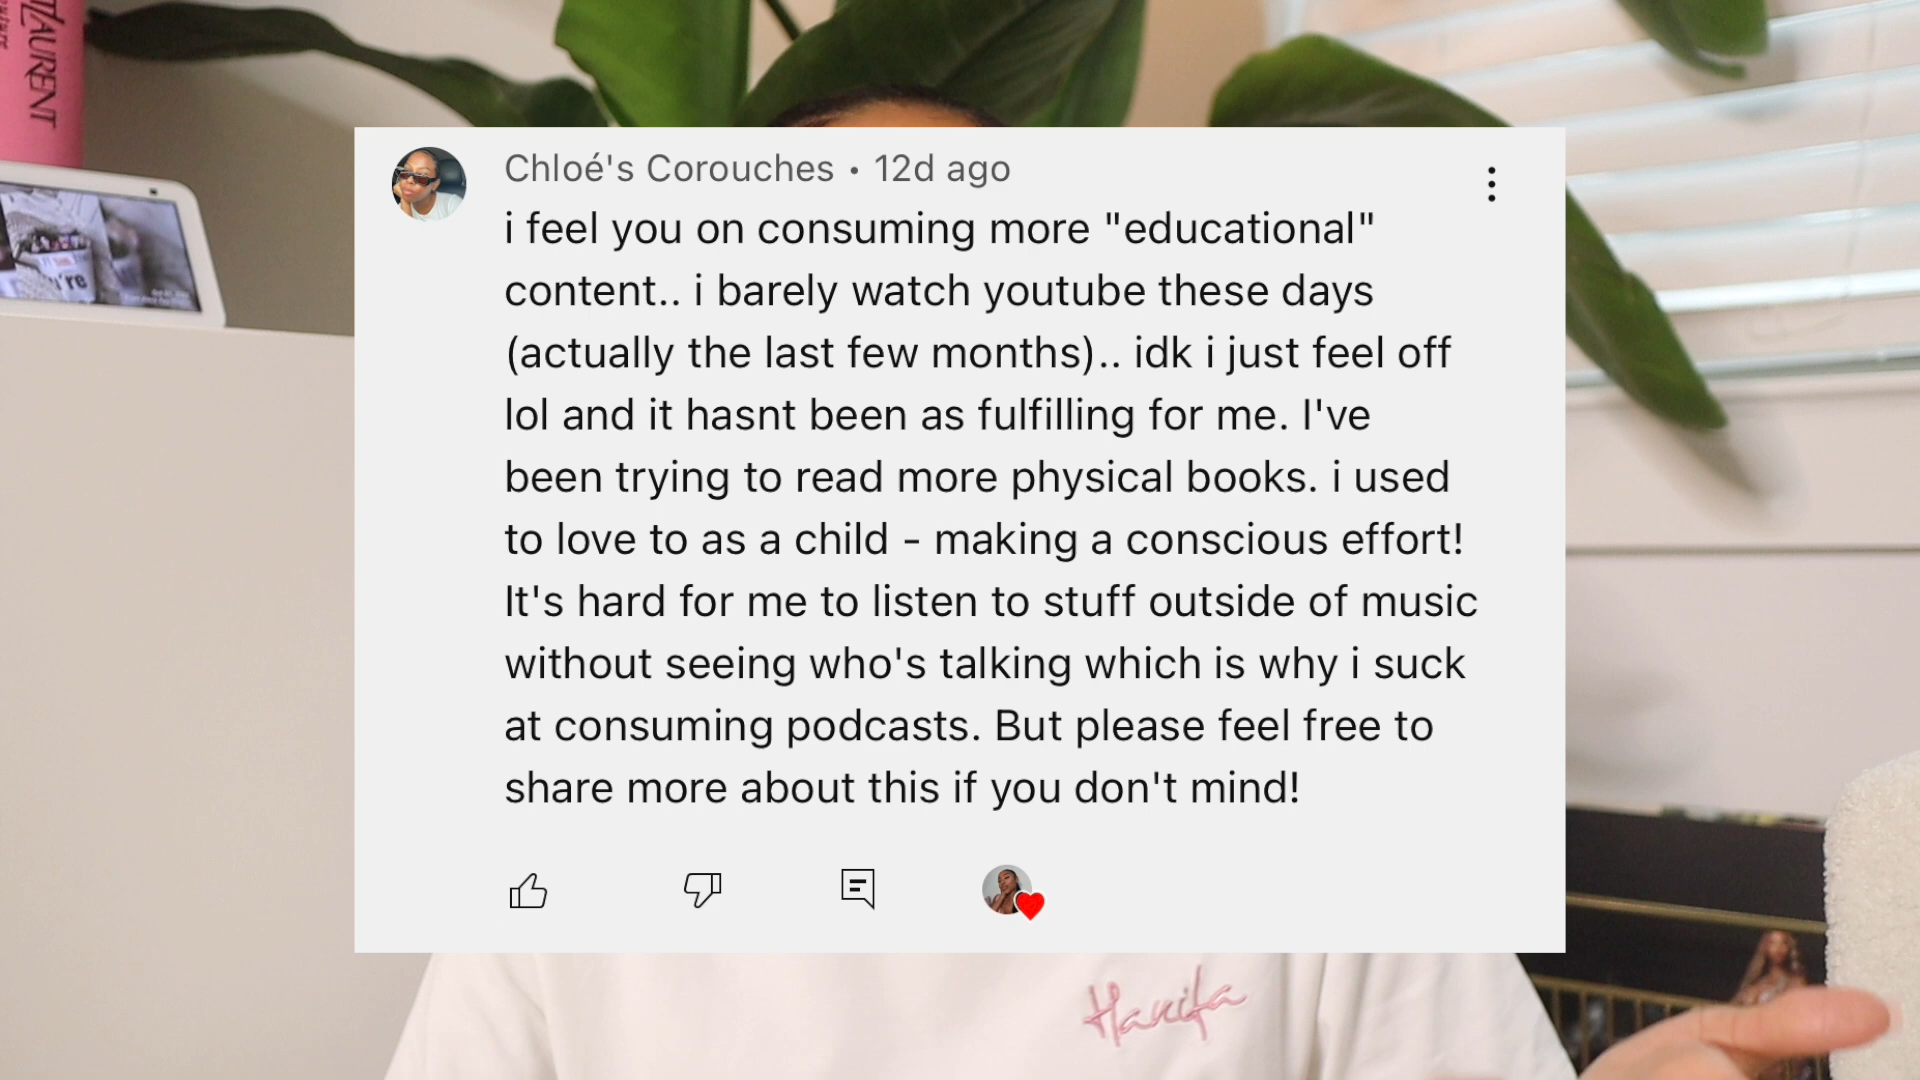 LAURENT
Chloé's Corouches • 12d ago
i feel you on consuming more "educational"
content.. i barely watch youtube these days
(actually the last few months).. idk i just feel off
lol and it hasnt been as fulfilling for me. I've
been trying to read more physical books. i used
to love to as a child - making a conscious effort!
It's hard for me to listen to stuff outside of music
without seeing who's talking which is why i suck
at consuming podcasts. But please feel free to
share more about this if you don't mind!
Hanifa